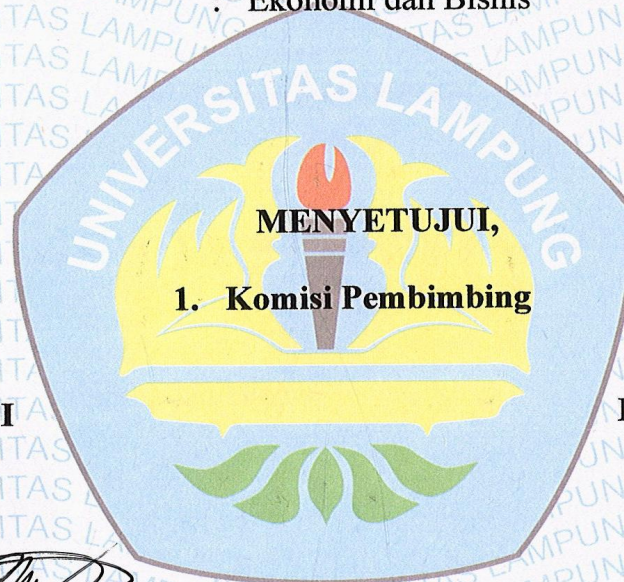 : Ekonomi dan Bisnis
UNIVERSITAS LAMPUNG
MENYETUJUI,
1. Komisi Pembimbing
I